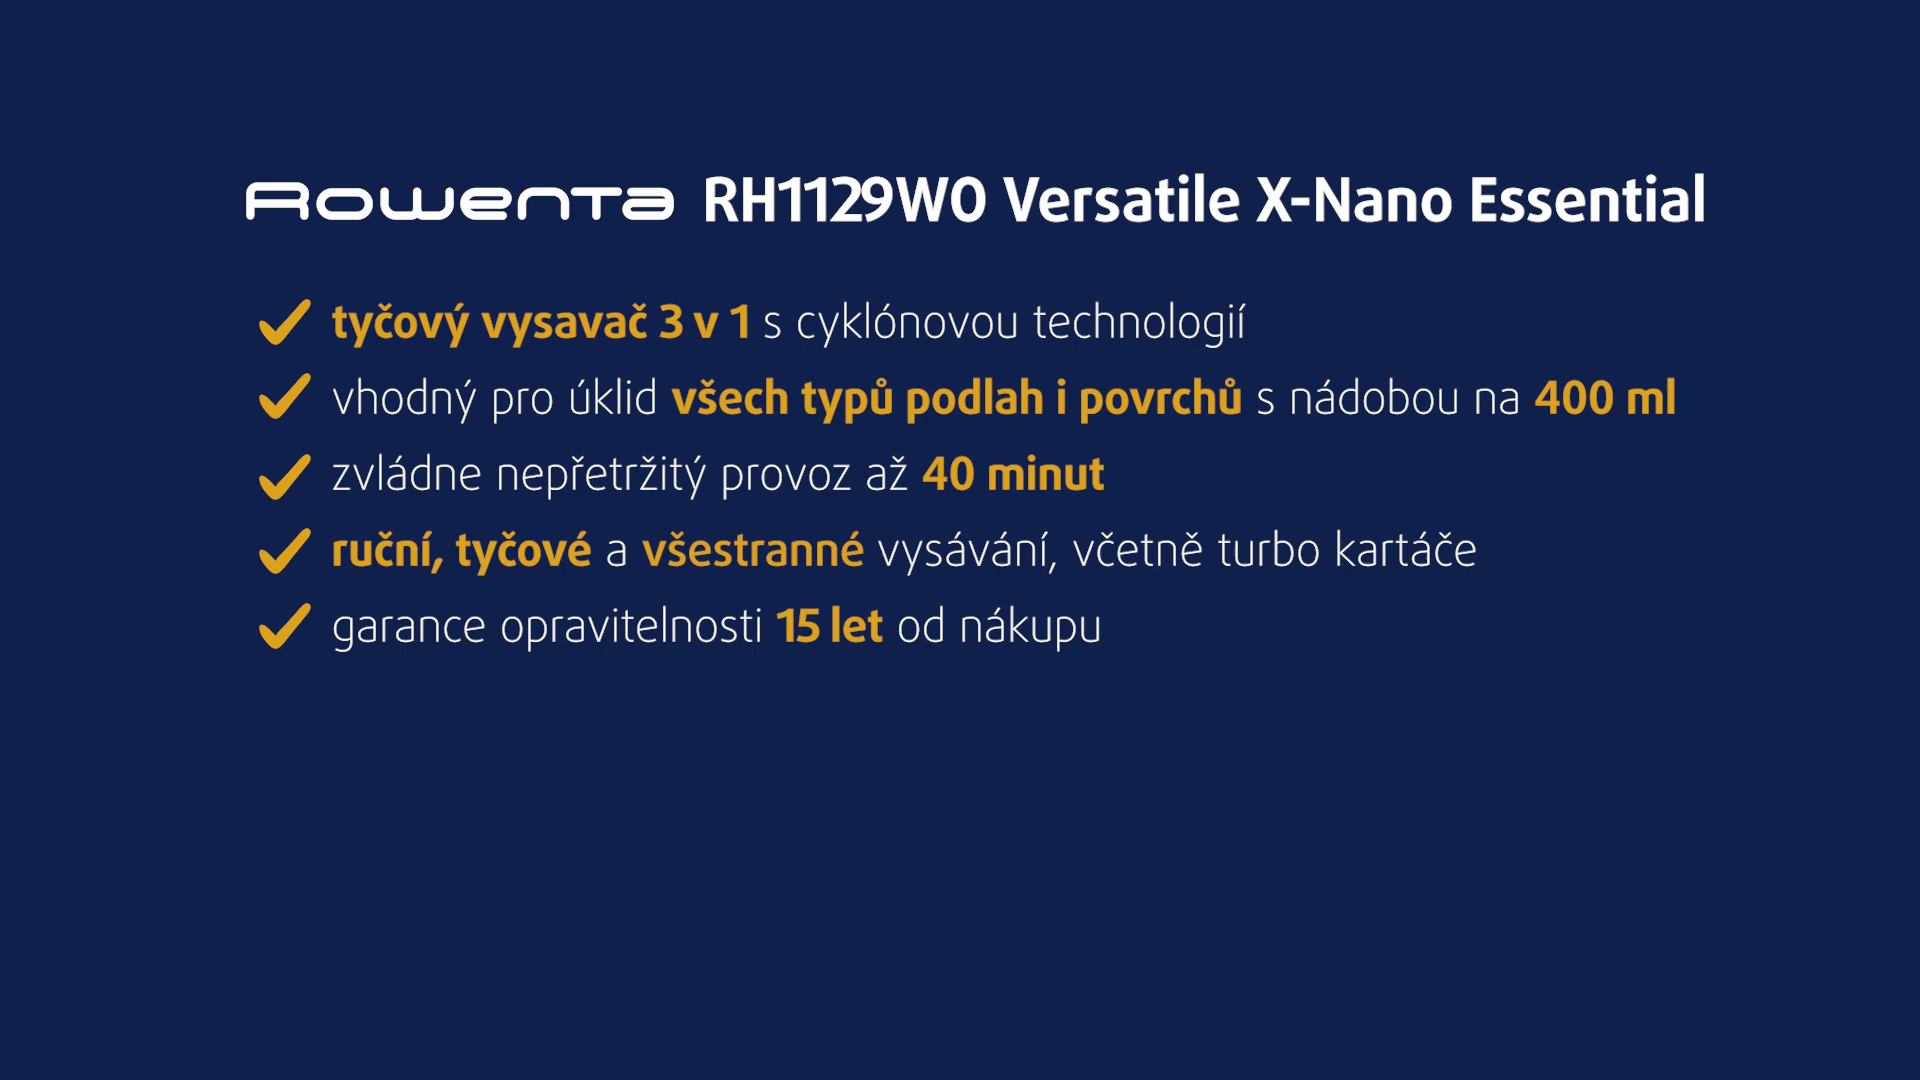 Rowenta RH1129WO Versatile X-Nano Essential
tyčový vysavač 3 v 1 s cyklónovou technologií
vhodný pro úklid všech typů podlah i povrchů s nádobou na 400 ml
zvládne nepřetržitý provoz až 40 minut
ruční, tyčové a všestranné vysávání, včetně turbo kartáče
garance opravitelnosti 15 let od nákupu